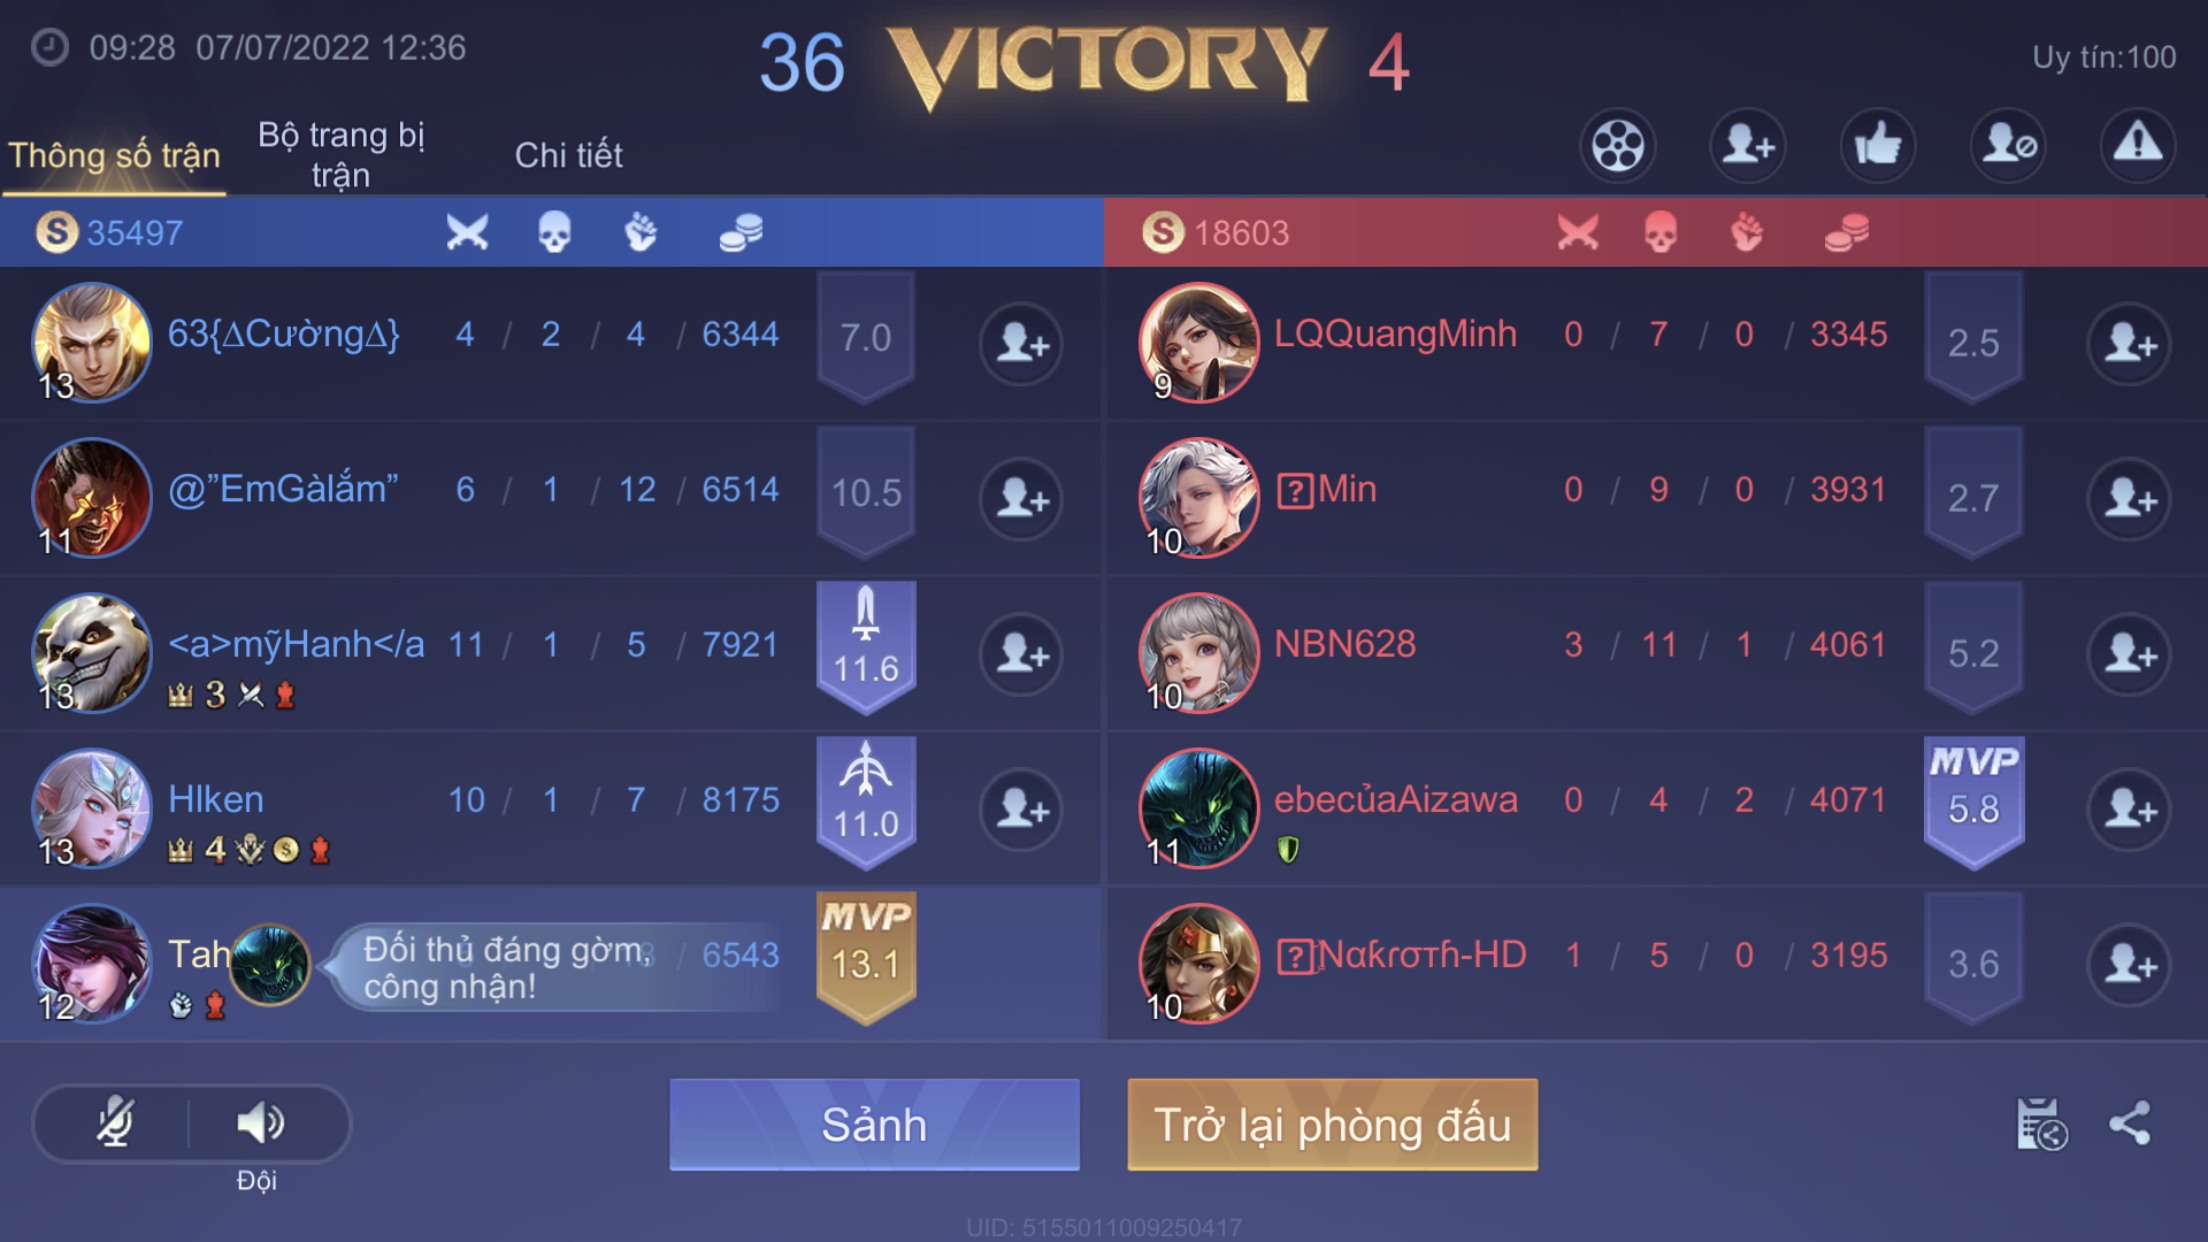 09:28 07/07/2022 12:36
36 VICTORY 4
Uy tín:100
Thông số trận
Bộ trang bị
trận
Chi tiết
S 35497
S 18603
13 63{∆Cường∆} 4 / 2 / 4 / 6344 7.0
9 LQQuangMinh 0 / 7 / 0 / 3345 2.5
11 @”EmGàlắm” 6 / 1 / 12 / 6514 10.5
10 ?Min 0 / 9 / 0 / 3931 2.7
13 <a>mỹHanh</a 11 / 1 / 5 / 7921 11.6
3
10 NBN628 3 / 11 / 1 / 4061 5.2
13 HIken 10 / 1 / 7 / 8175 11.0
4
11 ebecủaAizawa 0 / 4 / 2 / 4071 MVP 5.8
12 Tah / 6543 MVP 13.1
Đối thủ đáng gờm,
công nhận!
10 1 / 5 / 0 / 3195 3.6
Sảnh
Trở lại phòng đấu
Đội
UID: 5155011009250417